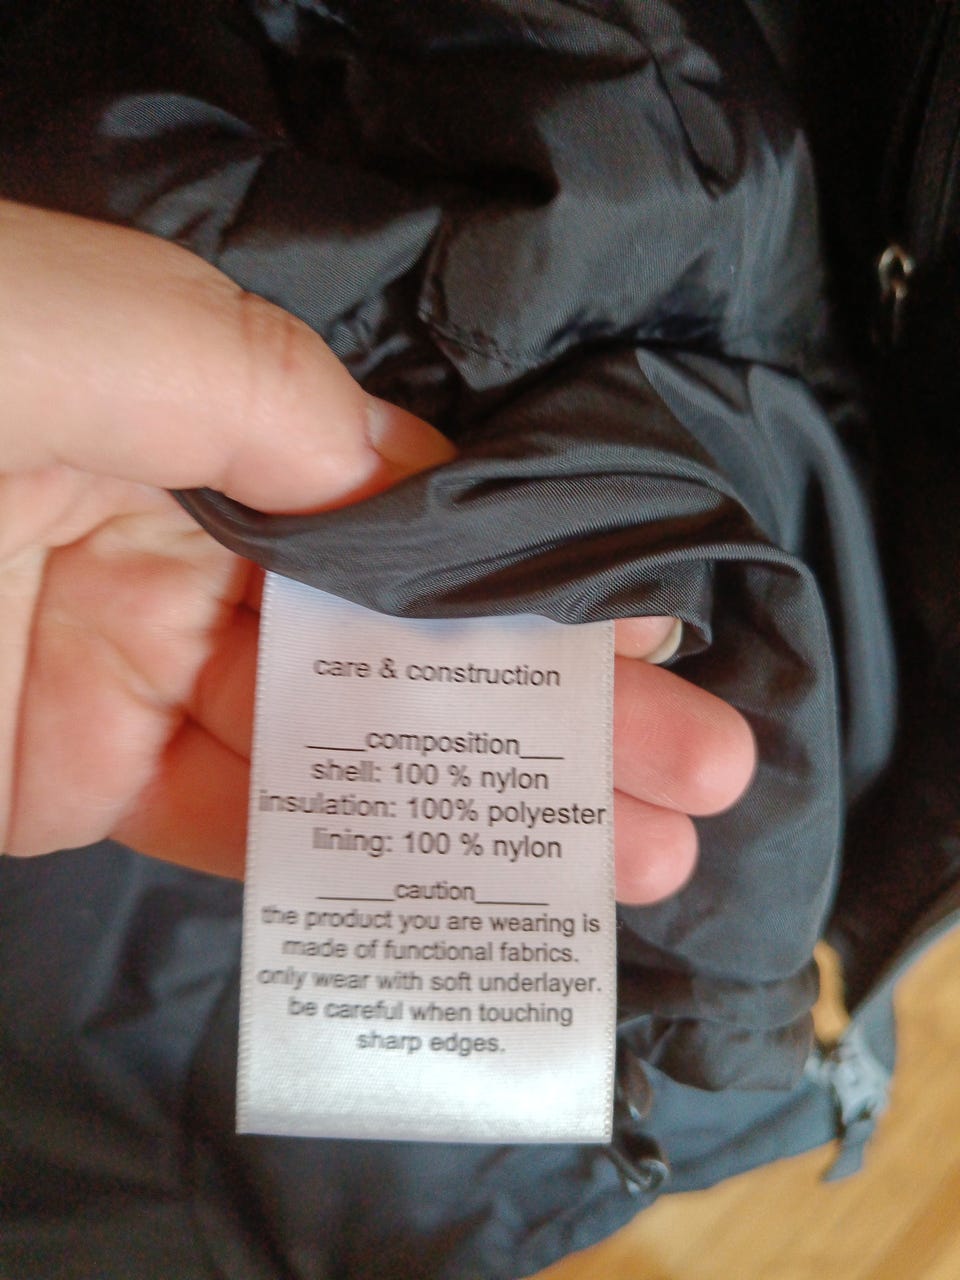 care & construction
____composition___
shell: 100 % nylon
insulation: 100% polyester
lining: 100 % nylon
_____caution_____
the product you are wearing is
made of functional fabrics.
only wear with soft underlayer.
be careful when touching
sharp edges.